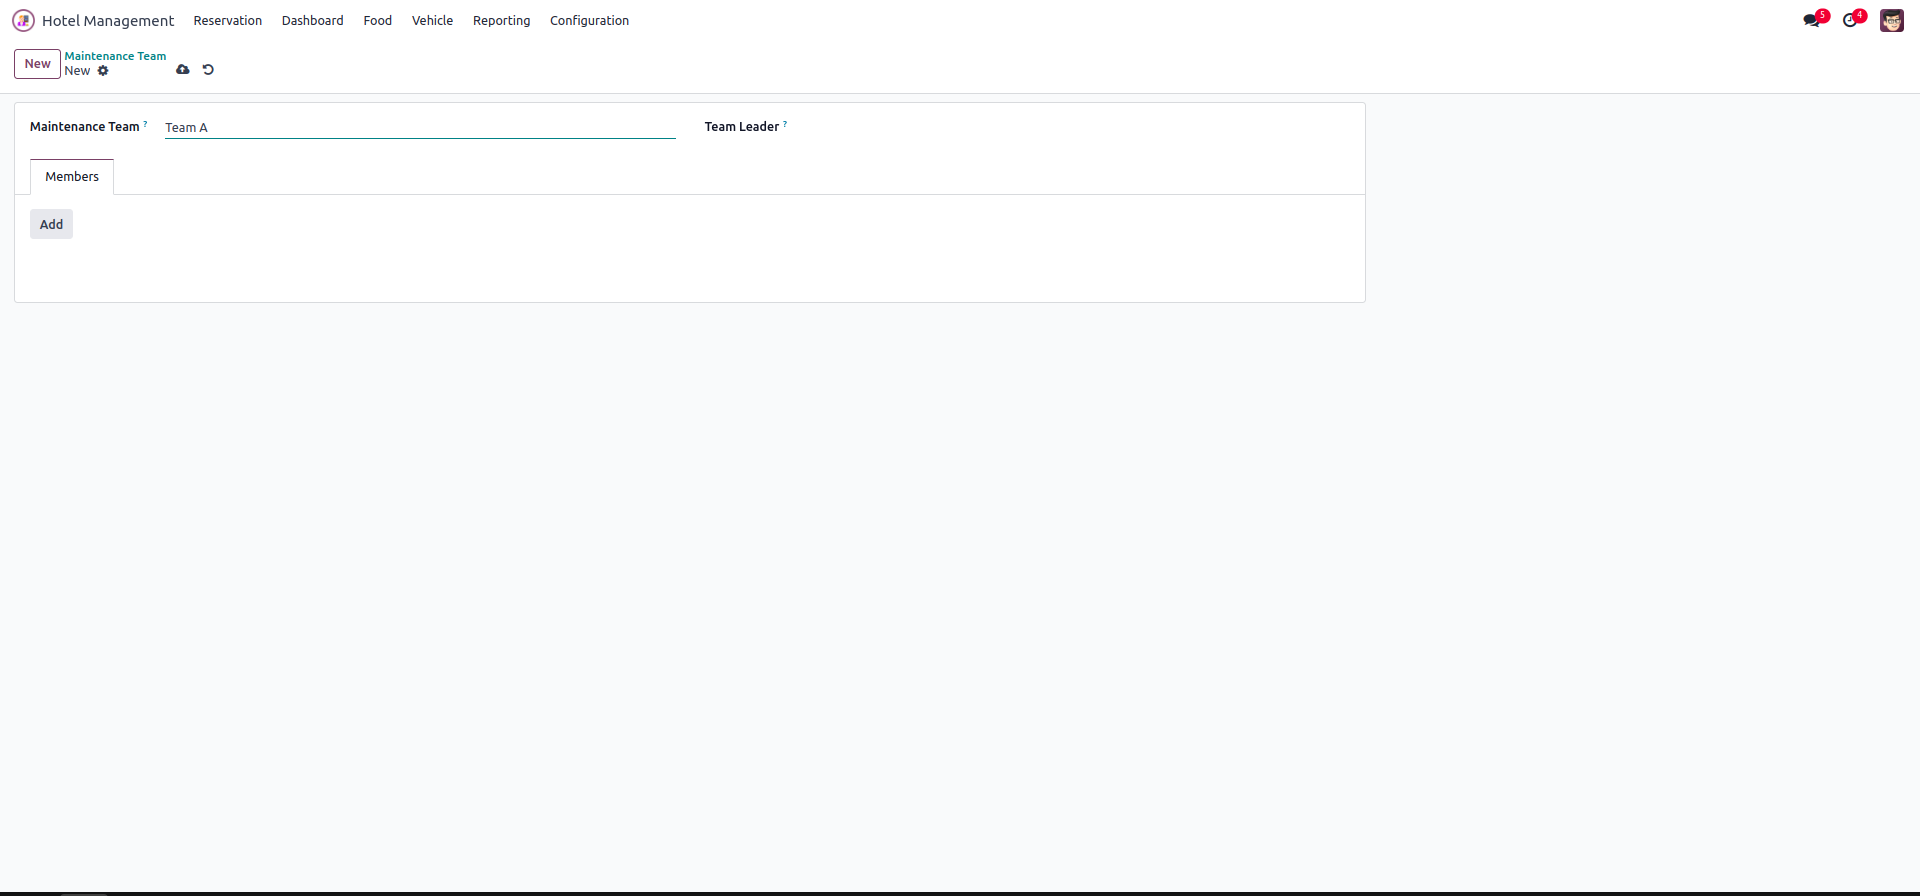 Hotel Management Reservation Dashboard Food Vehicle Reporting Configuration 5 4
New Maintenance Team
New
Maintenance Team ? Team A Team Leader ?
Members
Add